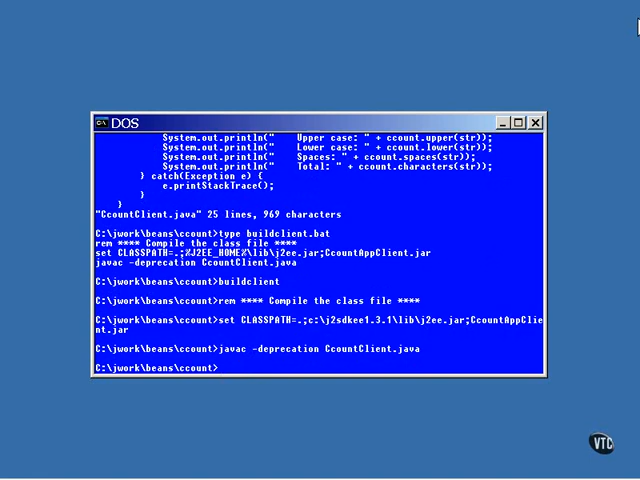 DOS
System.out.println("    Upper case: " + ccount.upper(str));
System.out.println("    Lower case: " + ccount.lower(str));
System.out.println("    Spaces: " + ccount.spaces(str));
System.out.println("    Total: " + ccount.characters(str));
} catch(Exception e) {
e.printStackTrace();
}
}
"CcountClient.java" 25 lines, 969 characters
C:\jwork\beans\ccount>type buildclient.bat
rem **** Compile the class file ****
set CLASSPATH=.;%J2EE_HOME%\lib\j2ee.jar;CcountAppClient.jar
javac -deprecation CcountClient.java
C:\jwork\beans\ccount>buildclient
C:\jwork\beans\ccount>rem **** Compile the class file ****
C:\jwork\beans\ccount>set CLASSPATH=.;c:\j2sdkee1.3.1\lib\j2ee.jar;CcountAppClie
nt.jar
C:\jwork\beans\ccount>javac -deprecation CcountClient.java
C:\jwork\beans\ccount>
VTC